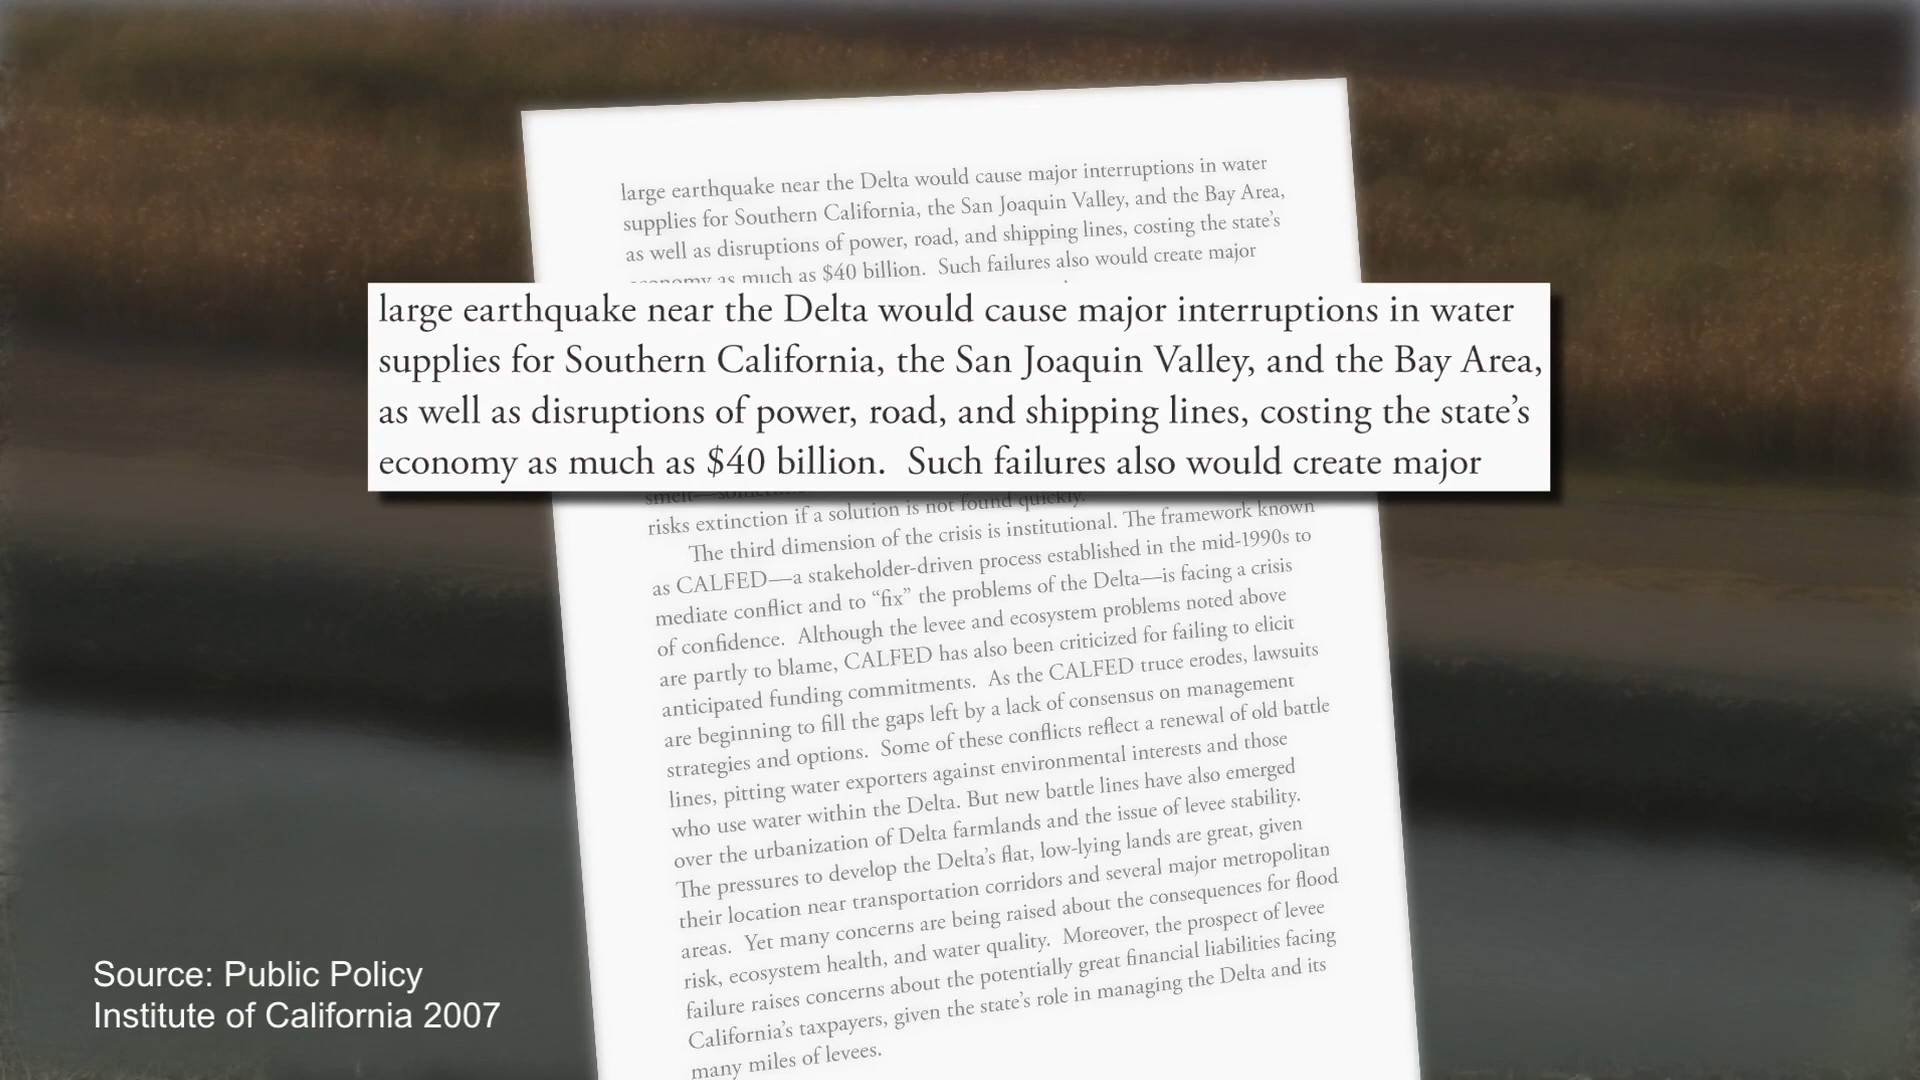 large earthquake near the Delta would cause major interruptions in water
supplies for Southern California, the San Joaquin Valley, and the Bay Area,
as well as disruptions of power, road, and shipping lines, costing the state’s
economy as much as $40 billion. Such failures also would create major
large earthquake near the Delta would cause major interruptions in water
supplies for Southern California, the San Joaquin Valley, and the Bay Area,
as well as disruptions of power, road, and shipping lines, costing the state’s
economy as much as $40 billion. Such failures also would create major
risks extinction if a solution is not found quickly.
The third dimension of the crisis is institutional. The framework known
as CALFED—a stakeholder-driven process established in the mid-1990s to
mediate conflict and to “fix” the problems of the Delta—is facing a crisis
of confidence. Although the levee and ecosystem problems noted above
are partly to blame, CALFED has also been criticized for failing to elicit
anticipated funding commitments. As the CALFED truce erodes, lawsuits
are beginning to fill the gaps left by a lack of consensus on management
strategies and options. Some of these conflicts reflect a renewal of old battle
lines, pitting water exporters against environmental interests and those
who use water within the Delta. But new battle lines have also emerged
over the urbanization of Delta farmlands and the issue of levee stability.
The pressures to develop the Delta’s flat, low-lying lands are great, given
their location near transportation corridors and several major metropolitan
areas. Yet many concerns are being raised about the consequences for flood
risk, ecosystem health, and water quality. Moreover, the prospect of levee
failure raises concerns about the potentially great financial liabilities facing
California’s taxpayers, given the state’s role in managing the Delta and its
many miles of levees.
Source: Public Policy
Institute of California 2007